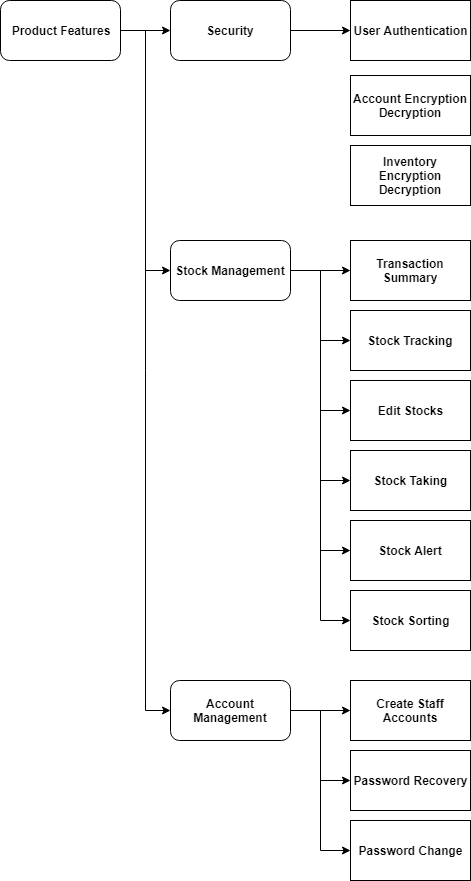 Product Features
Security
User Authentication
Account Encryption
Decryption
Inventory
Encryption
Decryption
Stock Management
Transaction
Summary
Stock Tracking
Edit Stocks
Stock Taking
Stock Alert
Stock Sorting
Account
Management
Create Staff
Accounts
Password Recovery
Password Change